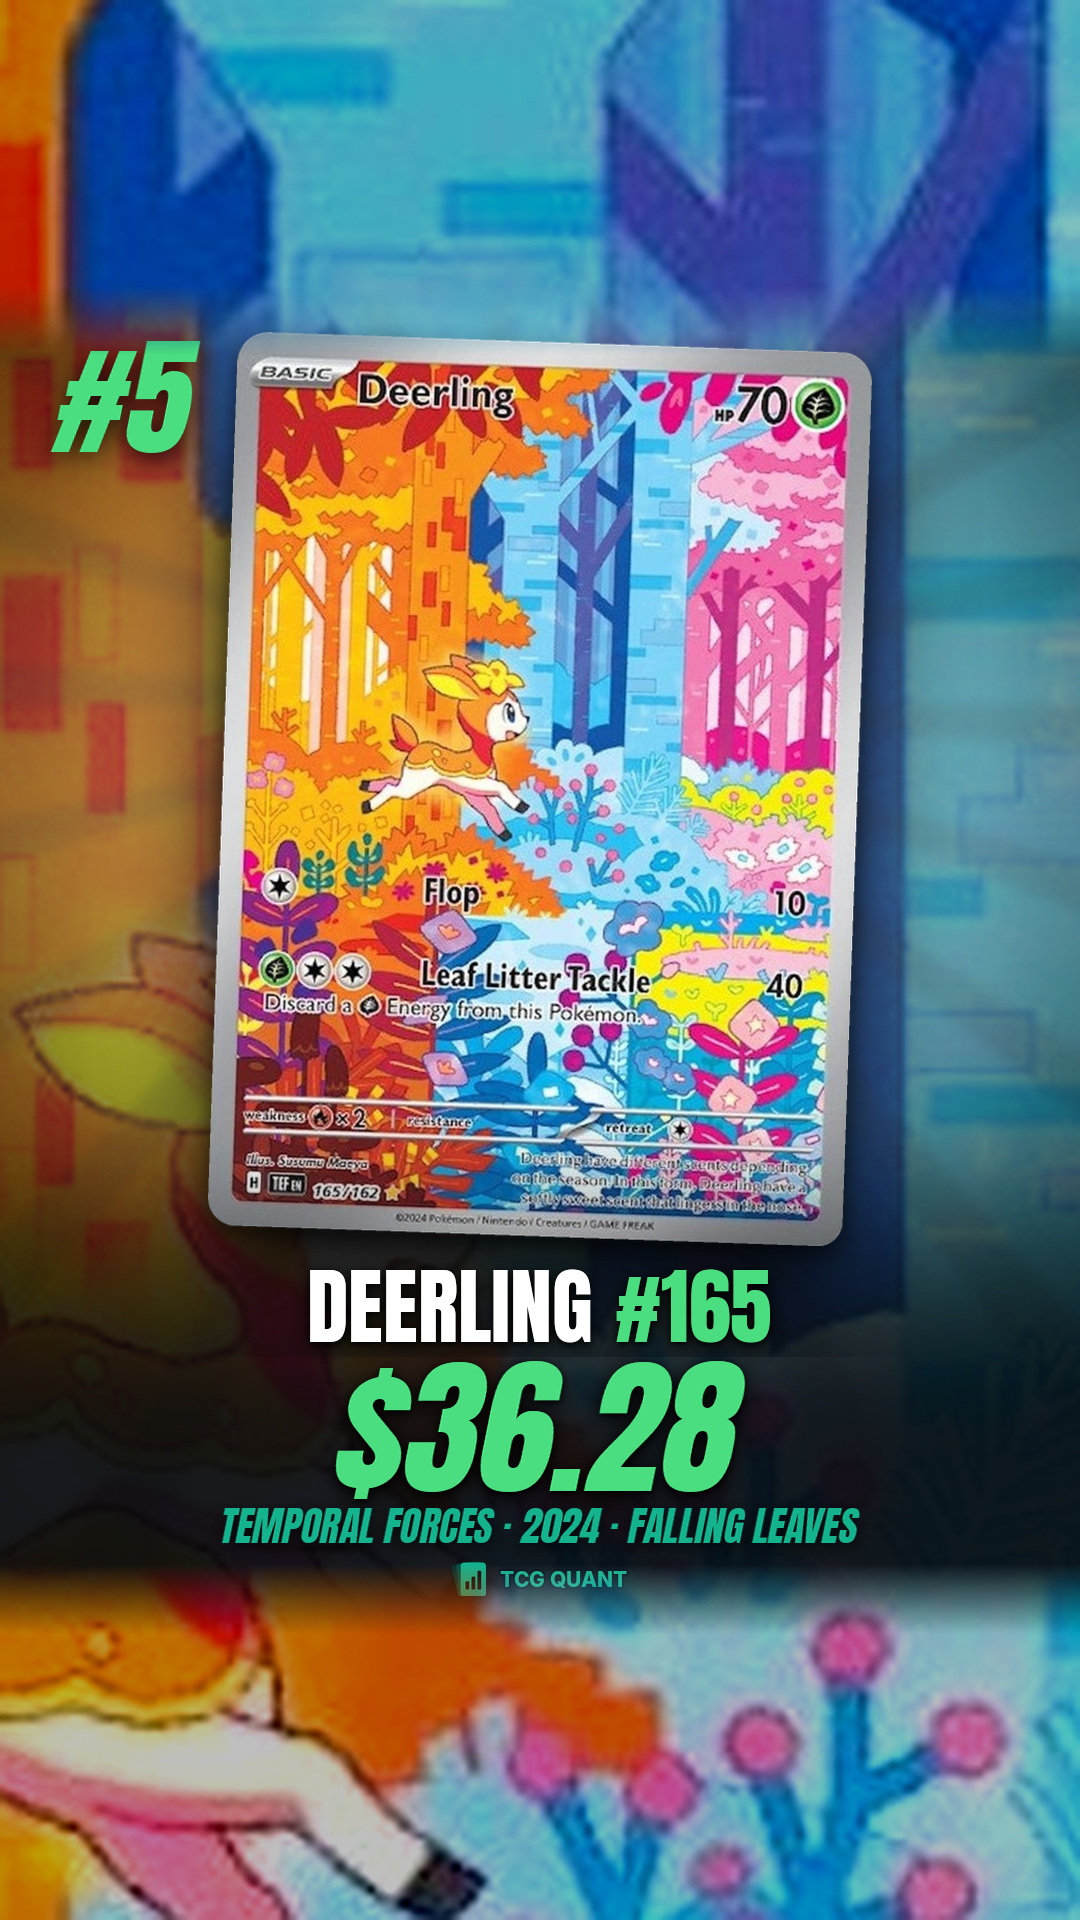 #5
BASIC
Deerling
HP 70
Flop
10
Leaf Litter Tackle
40
Discard a Energy from this Pokémon.
weakness ×2 resistance retreat
Illus. Susumu Maeya
Deerling have different scents depending
on the season. In this form, Deerling have a
softly sweet scent that lingers in the nose.
H TEF EN 165/162
©2024 Pokémon / Nintendo / Creatures / GAME FREAK
DEERLING #165
$36.28
TEMPORAL FORCES · 2024 · FALLING LEAVES
TCG QUANT